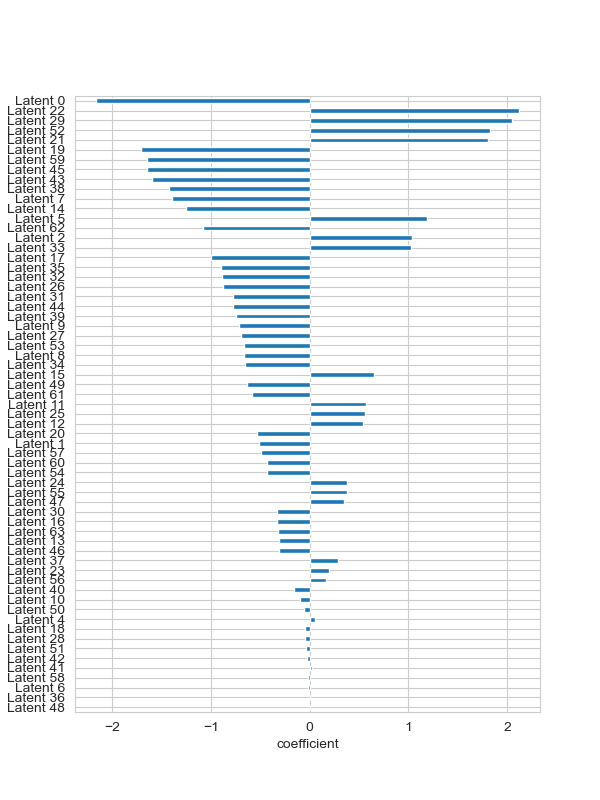 Latent 0
Latent 22
Latent 29
Latent 52
Latent 21
Latent 19
Latent 59
Latent 45
Latent 43
Latent 38
Latent 7
Latent 14
Latent 5
Latent 62
Latent 2
Latent 33
Latent 17
Latent 35
Latent 32
Latent 26
Latent 31
Latent 44
Latent 39
Latent 9
Latent 27
Latent 53
Latent 8
Latent 34
Latent 15
Latent 49
Latent 61
Latent 11
Latent 25
Latent 12
Latent 20
Latent 1
Latent 57
Latent 60
Latent 54
Latent 24
Latent 55
Latent 47
Latent 30
Latent 16
Latent 63
Latent 13
Latent 46
Latent 37
Latent 23
Latent 56
Latent 40
Latent 10
Latent 50
Latent 4
Latent 18
Latent 28
Latent 51
Latent 42
Latent 41
Latent 58
Latent 6
Latent 36
Latent 48
−2 −1 0 1 2
coefficient